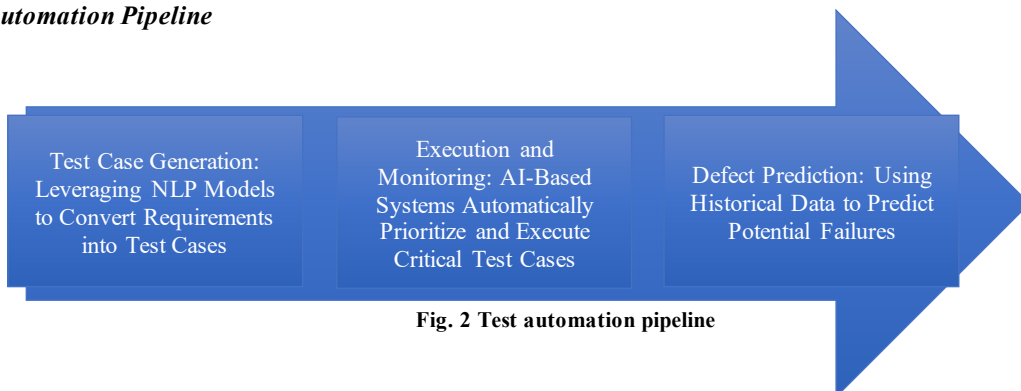 utomation Pipeline
Test Case Generation:
Leveraging NLP Models
to Convert Requirements
into Test Cases
Execution and
Monitoring: AI-Based
Systems Automatically
Prioritize and Execute
Critical Test Cases
Defect Prediction: Using
Historical Data to Predict
Potential Failures
Fig. 2 Test automation pipeline